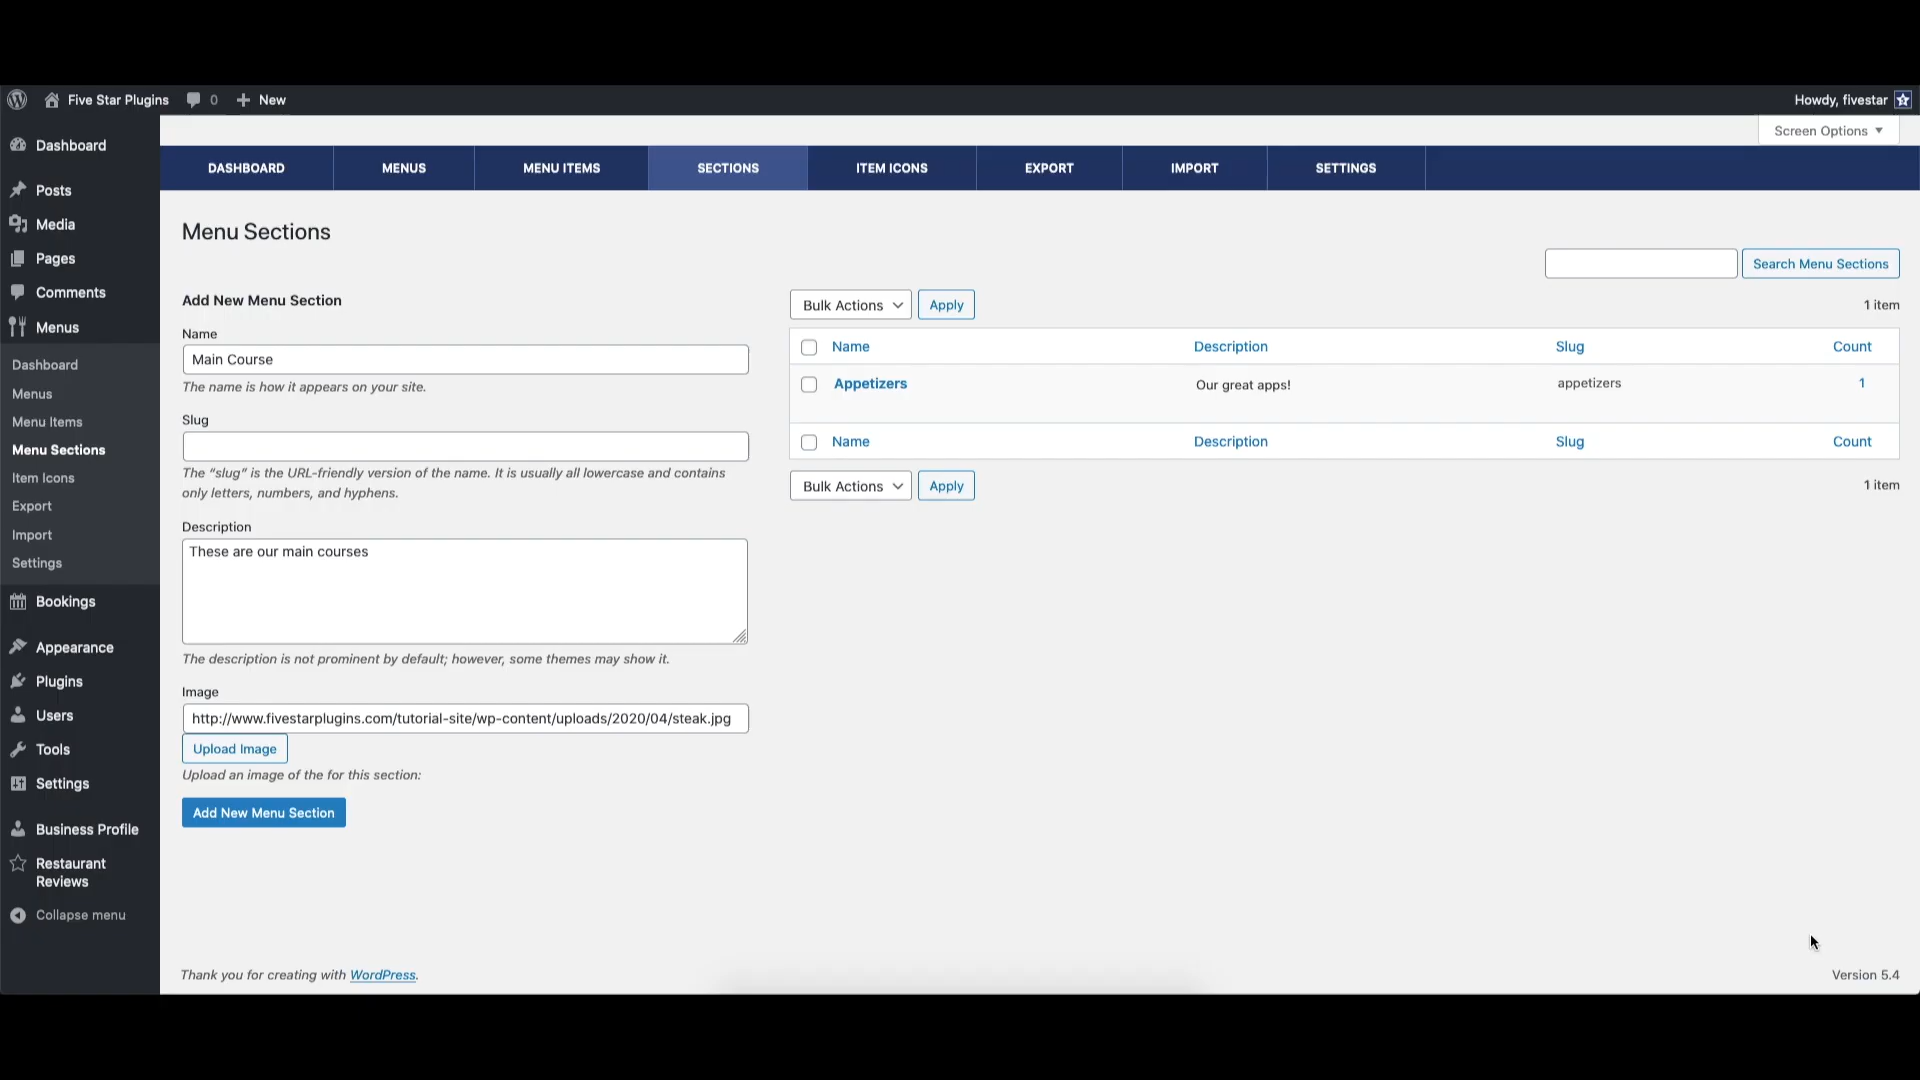 Five Star Plugins 0 New Howdy, fivestar
Screen Options
Dashboard
Posts
Media
Pages
Comments
Menus
Dashboard
Menus
Menu Items
Menu Sections
Item Icons
Export
Import
Settings
Bookings
Appearance
Plugins
Users
Tools
Settings
Business Profile
Restaurant
Reviews
Collapse menu
DASHBOARD MENUS MENU ITEMS SECTIONS ITEM ICONS EXPORT IMPORT SETTINGS
Menu Sections
Search Menu Sections
Add New Menu Section
Name
Main Course
The name is how it appears on your site.
Slug
The “slug” is the URL-friendly version of the name. It is usually all lowercase and contains
only letters, numbers, and hyphens.
Description
These are our main courses
The description is not prominent by default; however, some themes may show it.
Image
http://www.fivestarplugins.com/tutorial-site/wp-content/uploads/2020/04/steak.jpg
Upload Image
Upload an image of the for this section:
Add New Menu Section
Bulk Actions Apply 1 item
Name Description Slug Count
Appetizers Our great apps! appetizers 1
Name Description Slug Count
Bulk Actions Apply 1 item
Thank you for creating with WordPress. Version 5.4